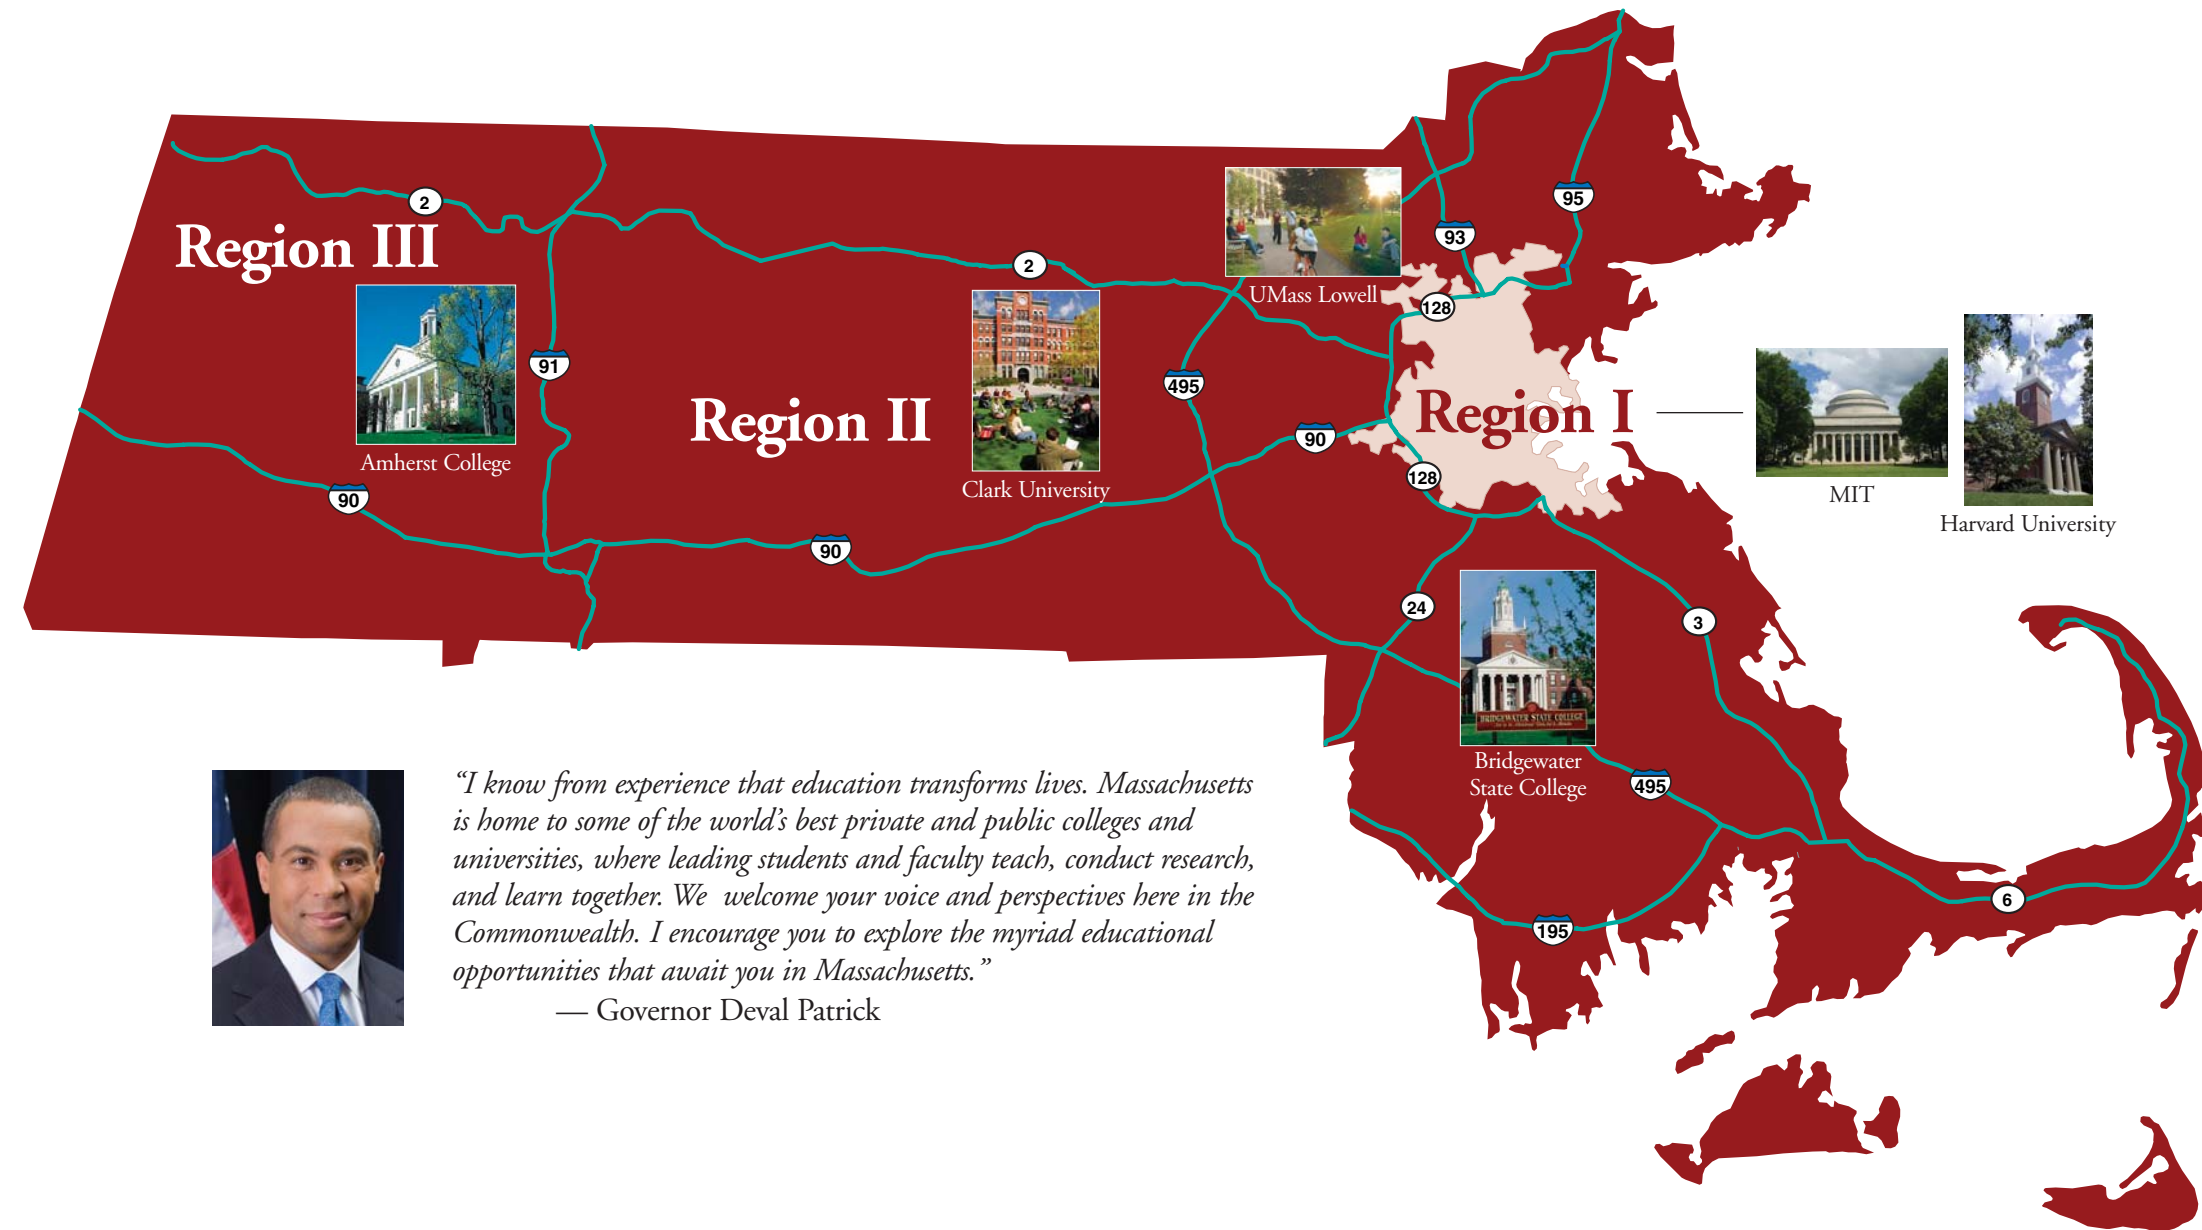 95
2
93
Region III
2
UMass Lowell
128
91
495
Region I
Region II
90
Amherst College
128
Clark University
90
MIT
Harvard University
90
24
3
BRIDGEWATER STATE COLLEGE
Bridgewater
State College
495
6
195
“I know from experience that education transforms lives. Massachusetts
is home to some of the world’s best private and public colleges and
universities, where leading students and faculty teach, conduct research,
and learn together. We  welcome your voice and perspectives here in the
Commonwealth. I encourage you to explore the myriad educational
opportunities that await you in Massachusetts.”
— Governor Deval Patrick